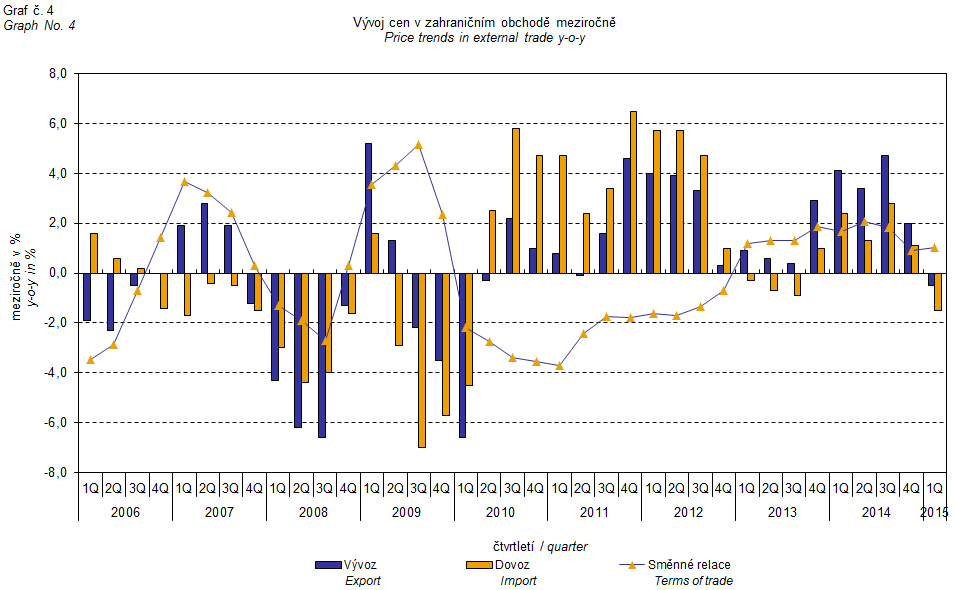 Graf č. 4
Graph No. 4
Vývoj cen v zahraničním obchodě meziročně
Price trends in external trade y-o-y
meziročně v %
y-o-y in %
8,0
6,0
4,0
2,0
0,0
-2,0
-4,0
-6,0
-8,0
1Q 2Q 3Q 4Q 1Q 2Q 3Q 4Q 1Q 2Q 3Q 4Q 1Q 2Q 3Q 4Q 1Q 2Q 3Q 4Q 1Q 2Q 3Q 4Q 1Q 2Q 3Q 4Q 1Q 2Q 3Q 4Q 1Q 2Q 3Q 4Q 1Q
2006 2007 2008 2009 2010 2011 2012 2013 2014 2015
čtvrtletí / quarter
Vývoz Dovoz Směnné relace
Export Import Terms of trade